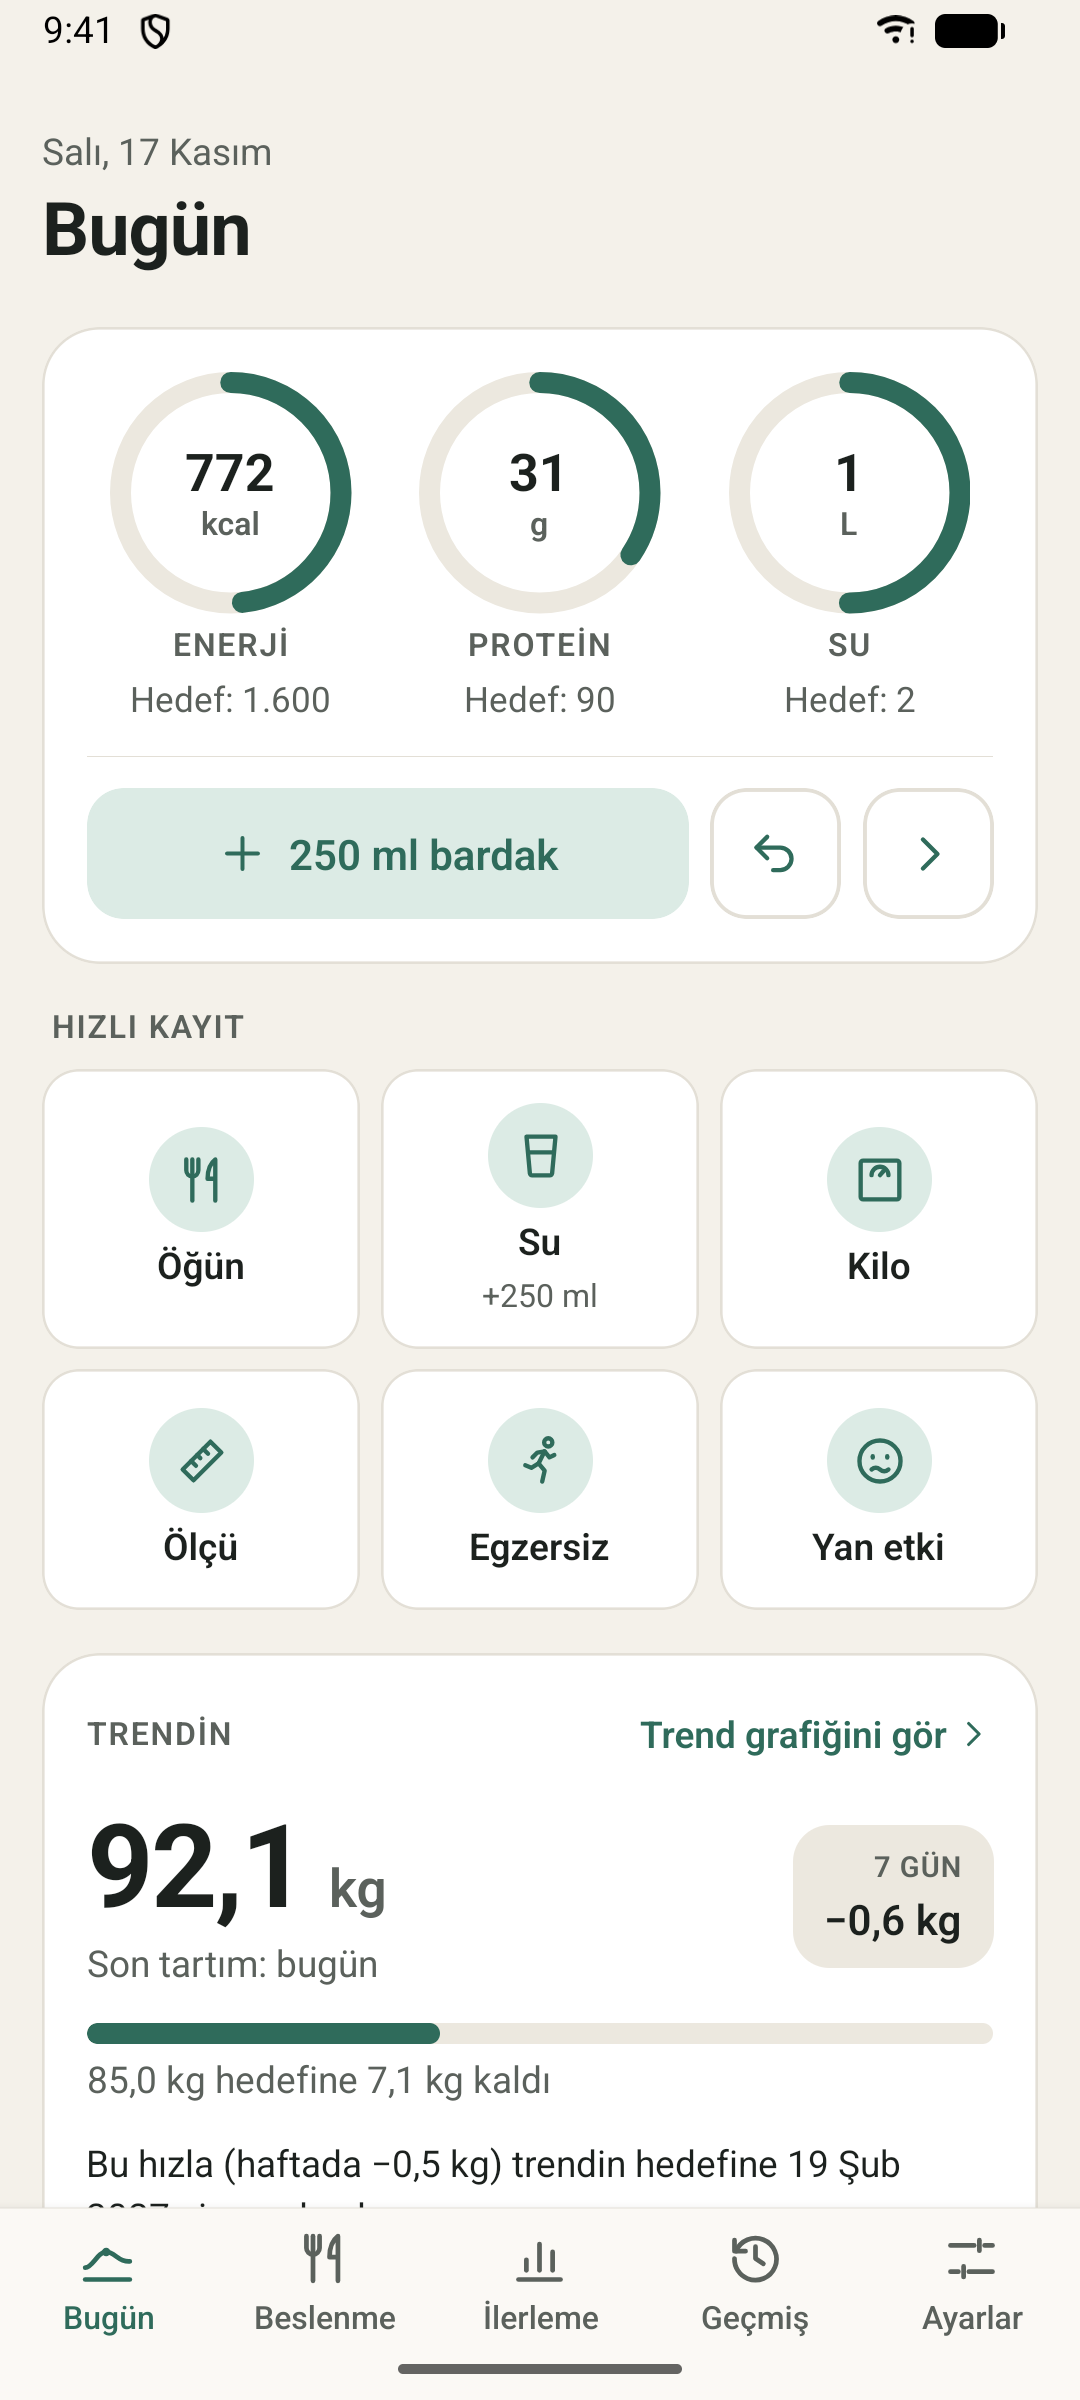 9:41
Salı, 17 Kasım
Bugün
772
kcal
ENERJİ
Hedef: 1.600
31
g
PROTEİN
Hedef: 90
1
L
SU
Hedef: 2
250 ml bardak
HIZLI KAYIT
Öğün
Su
+250 ml
Kilo
Ölçü
Egzersiz
Yan etki
TRENDİN
Trend grafiğini gör
92,1 kg
7 GÜN
−0,6 kg
Son tartım: bugün
85,0 kg hedefine 7,1 kg kaldı
Bu hızla (haftada −0,5 kg) trendin hedefine 19 Şub
Bugün
Beslenme
İlerleme
Geçmiş
Ayarlar